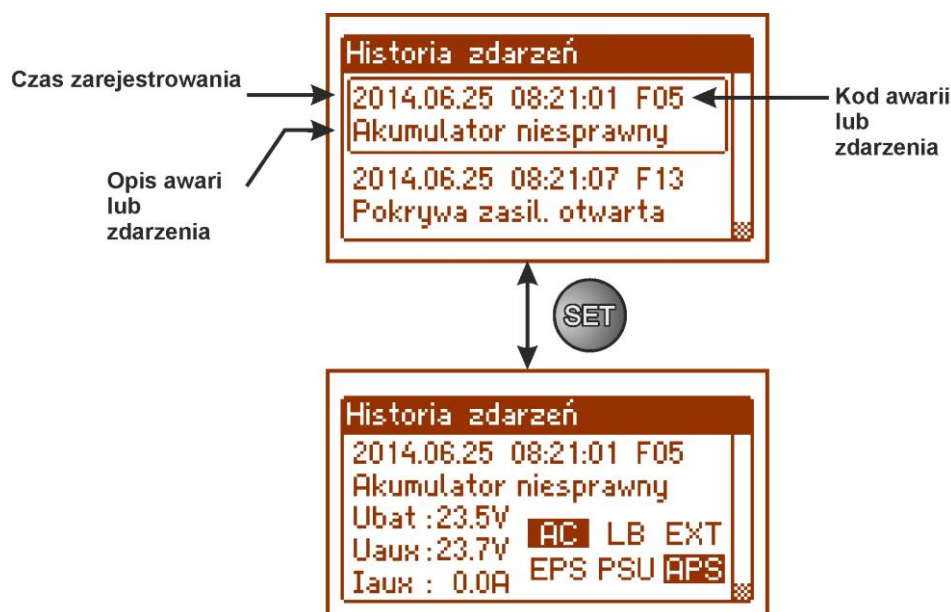 Historia zdarzeń
Czas zarejestrowania
2014.06.25 08:21:01 F05
Kod awarii
lub
zdarzenia
Akumulator niesprawny
Opis awari
lub
zdarzenia
2014.06.25 08:21:07 F13
Pokrywa zasil. otwarta
SET
Historia zdarzeń
2014.06.25 08:21:01 F05
Akumulator niesprawny
Ubat :23.5V
Uaux :23.7V
Iaux : 0.0A
AC LB EXT
EPS PSU APS